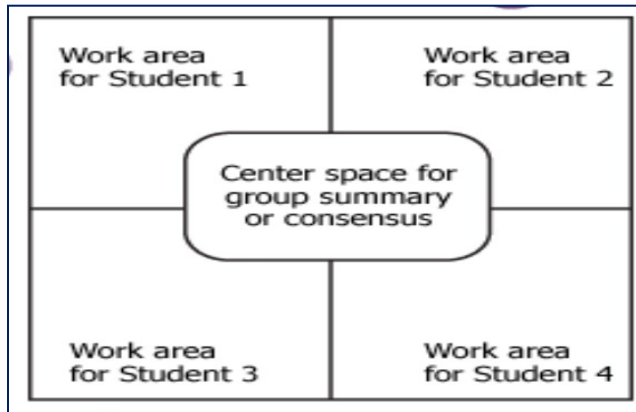 Work area
for Student 1
Work area
for Student 2
Center space for
group summary
or consensus
Work area
for Student 3
Work area
for Student 4